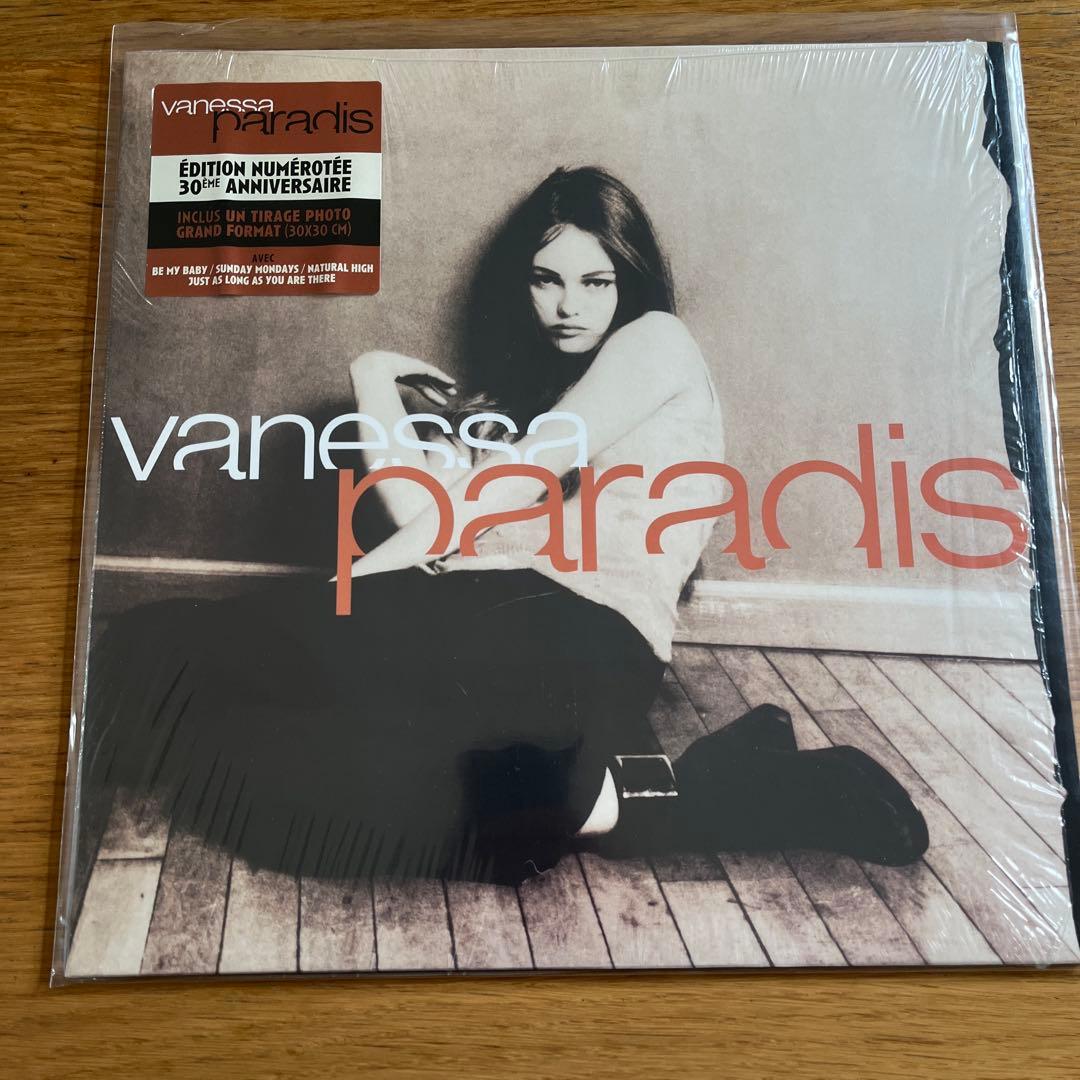 vanessa
paradis
ÉDITION NUMÉROTÉE
30ÈME ANNIVERSAIRE
INCLUS UN TIRAGE PHOTO
GRAND FORMAT (30X30 CM)
AVEC
BE MY BABY / SUNDAY MONDAYS / NATURAL HIGH
JUST AS LONG AS YOU ARE THERE
vanessa
paradis